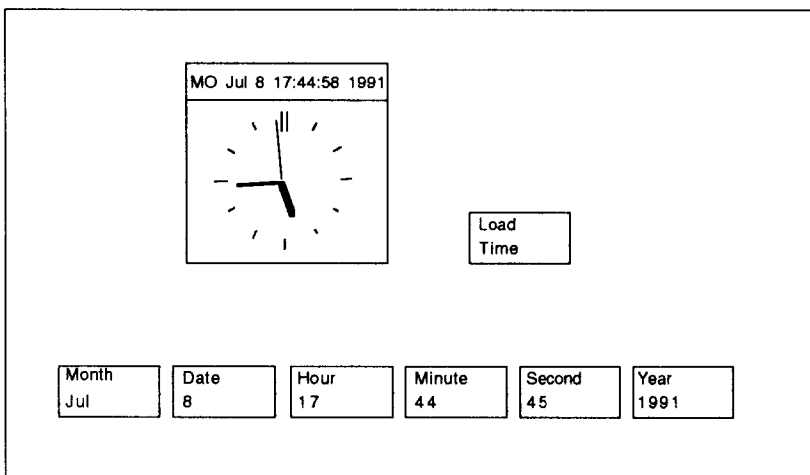 MO Jul 8 17:44:58 1991
Load
Time
Month
Jul
Date
8
Hour
17
Minute
44
Second
45
Year
1991